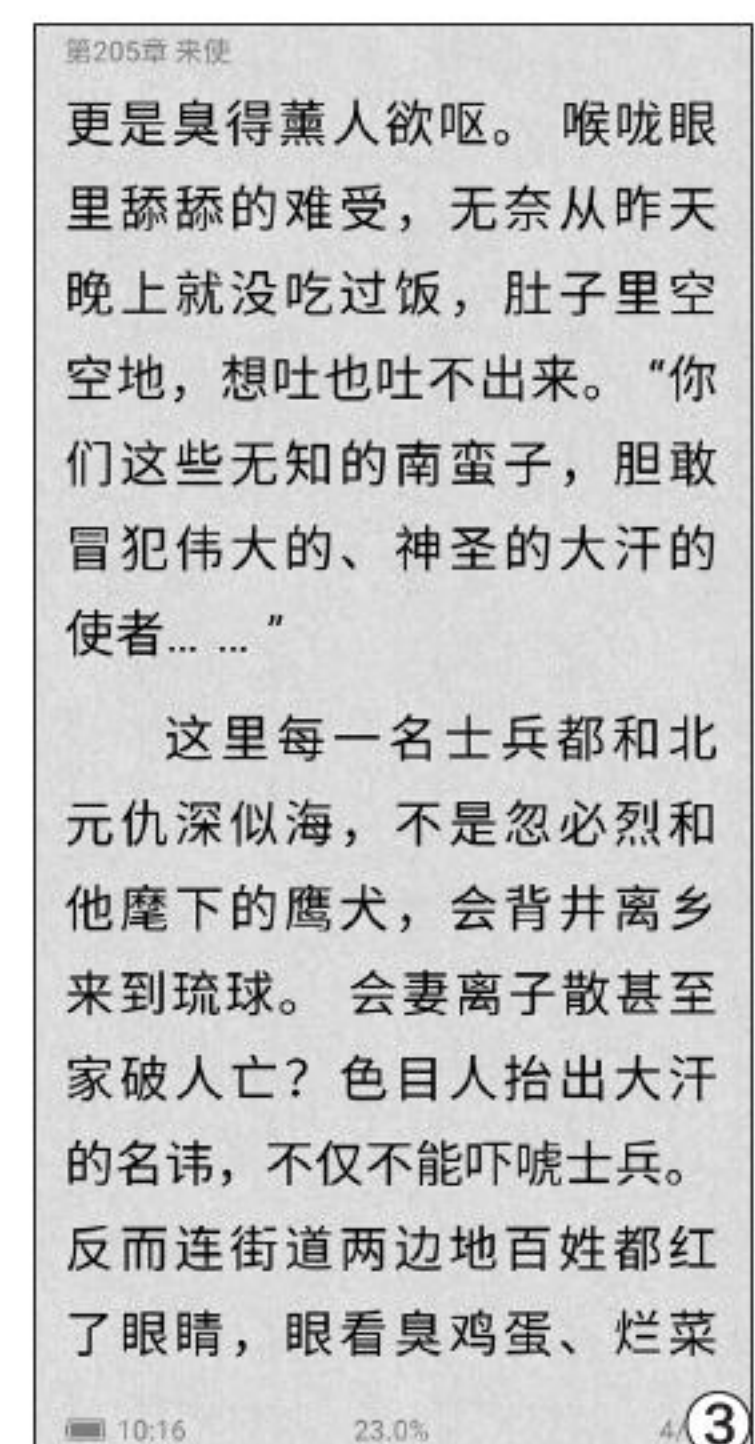 第205章 来使
更是臭得薰人欲呕。 喉咙眼
里舔舔的难受，无奈从昨天
晚上就没吃过饭，肚子里空
空地，想吐也吐不出来。 “你
们这些无知的南蛮子，胆敢
冒犯伟大的、神圣的大汗的
使者... ... ”
这里每一名士兵都和北
元仇深似海，不是忽必烈和
他麾下的鹰犬，会背井离乡
来到琉球。 会妻离子散甚至
家破人亡？色目人抬出大汗
的名讳，不仅不能吓唬士兵。
反而连街道两边地百姓都红
了眼睛，眼看臭鸡蛋、烂菜
10:16 23.0% 4/
③